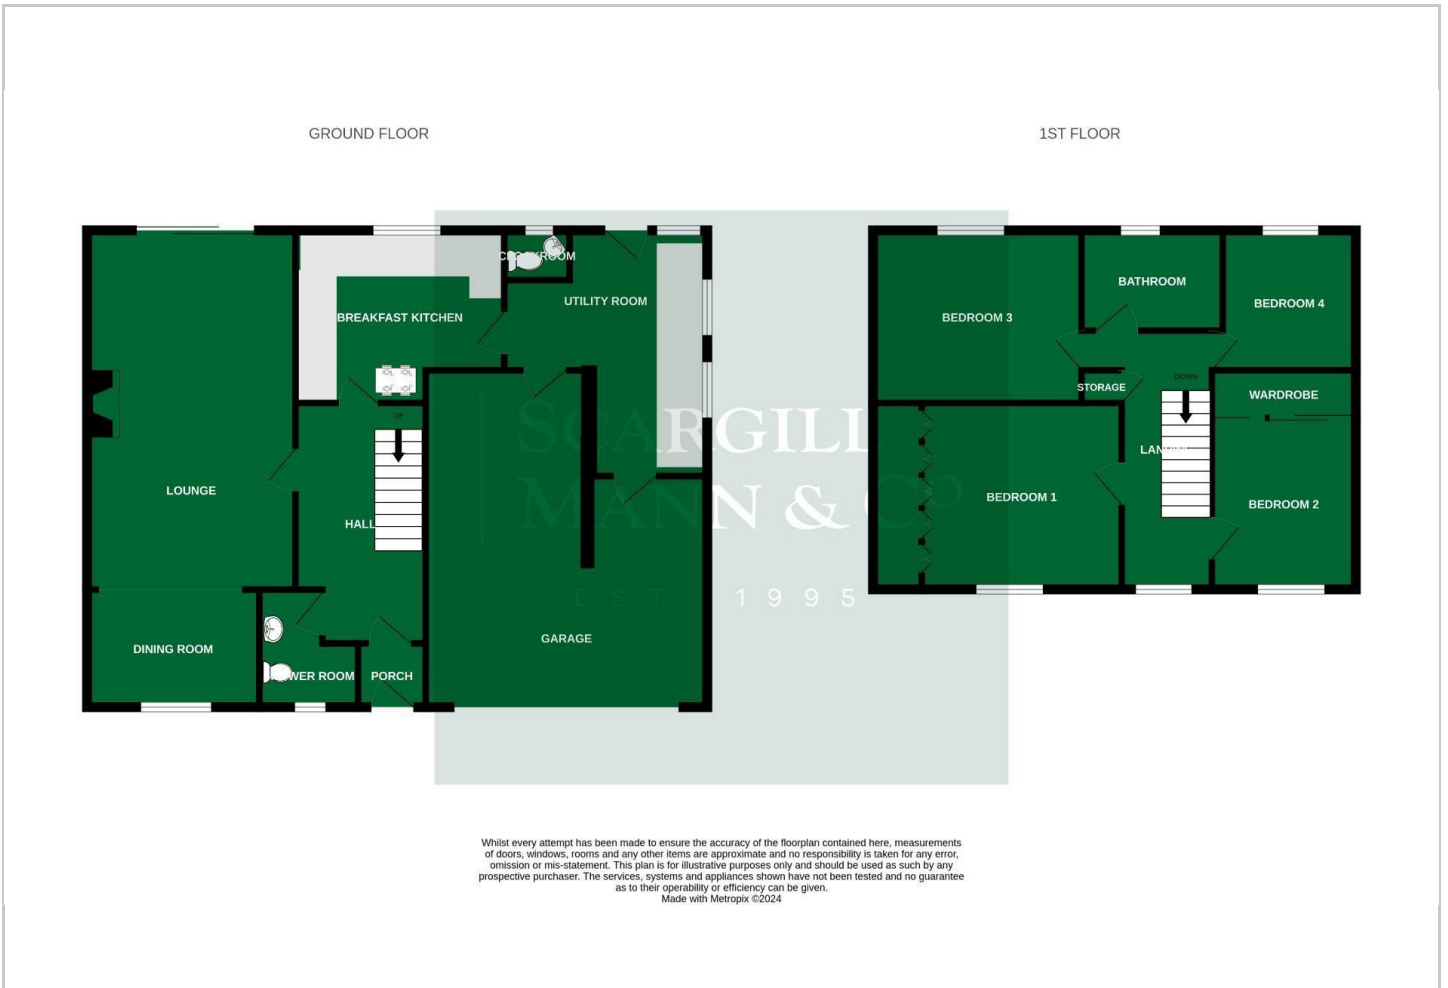 GROUND FLOOR
1ST FLOOR
CLOAKROOM
UTILITY ROOM
BREAKFAST KITCHEN
UP
LOUNGE
HALL
DINING ROOM
WER ROOM
PORCH
GARAGE
BATHROOM
BEDROOM 3
BEDROOM 4
STORAGE
DOWN
WARDROBE
LANDING
BEDROOM 1
BEDROOM 2
SCARGILL
MANN & CO
EST. 1995
Whilst every attempt has been made to ensure the accuracy of the floorplan contained here, measurements
of doors, windows, rooms and any other items are approximate and no responsibility is taken for any error,
omission or mis-statement. This plan is for illustrative purposes only and should be used as such by any
prospective purchaser. The services, systems and appliances shown have not been tested and no guarantee
as to their operability or efficiency can be given.
Made with Metropix ©2024